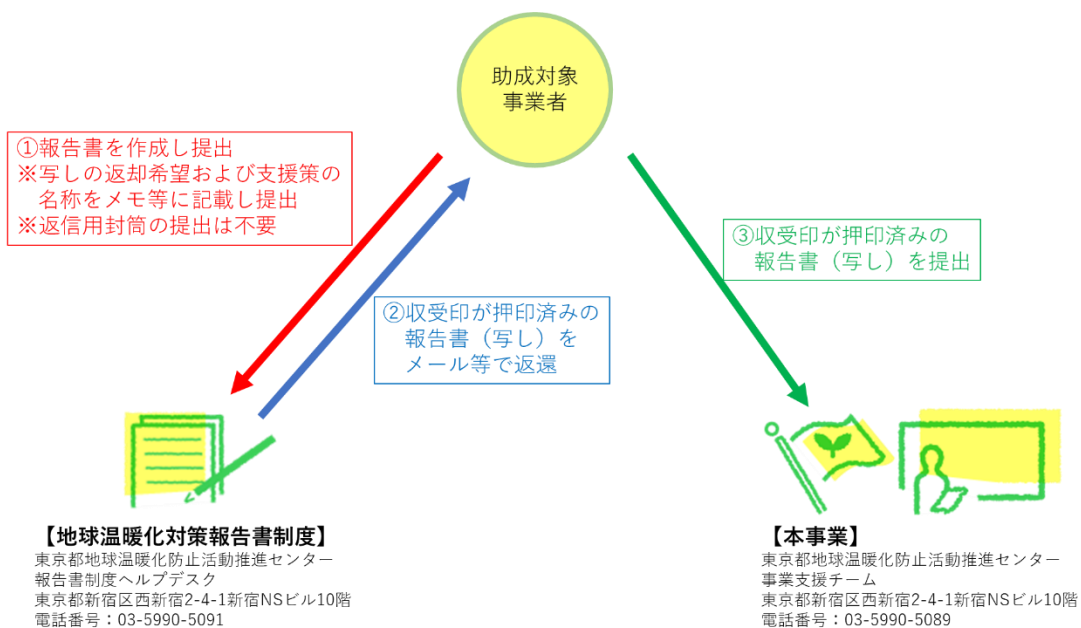 助成対象
事業者
①報告書を作成し提出
※写しの返却希望および支援策の
名称をメモ等に記載し提出
※返信用封筒の提出は不要
②収受印が押印済みの
報告書（写し）を
メール等で返還
③収受印が押印済みの
報告書（写し）を提出
【地球温暖化対策報告書制度】
東京都地球温暖化防止活動推進センター
報告書制度ヘルプデスク
東京都新宿区西新宿2-4-1新宿NSビル10階
電話番号：03-5990-5091
【本事業】
東京都地球温暖化防止活動推進センター
事業支援チーム
東京都新宿区西新宿2-4-1新宿NSビル10階
電話番号：03-5990-5089